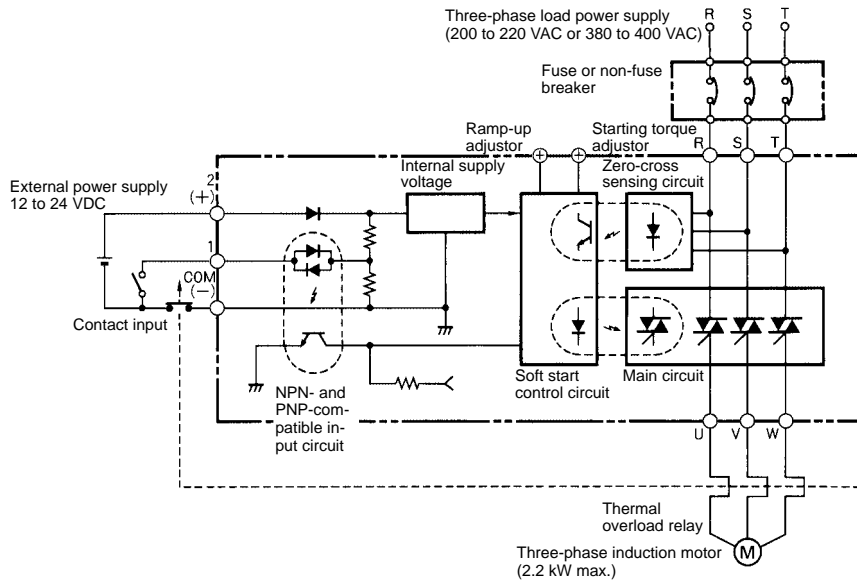 Three-phase load power supply
(200 to 220 VAC or 380 to 400 VAC)
R S T
Fuse or non-fuse
breaker
Ramp-up
adjustor
Starting torque
adjustor
R S T
External power supply
12 to 24 VDC
2
(+)
Internal supply
voltage
Zero-cross
sensing circuit
1
COM
(−)
Contact input
NPN- and
PNP-com-
patible in-
put circuit
Soft start
control circuit
Main circuit
U V W
Thermal
overload relay
Three-phase induction motor
(2.2 kW max.)
M